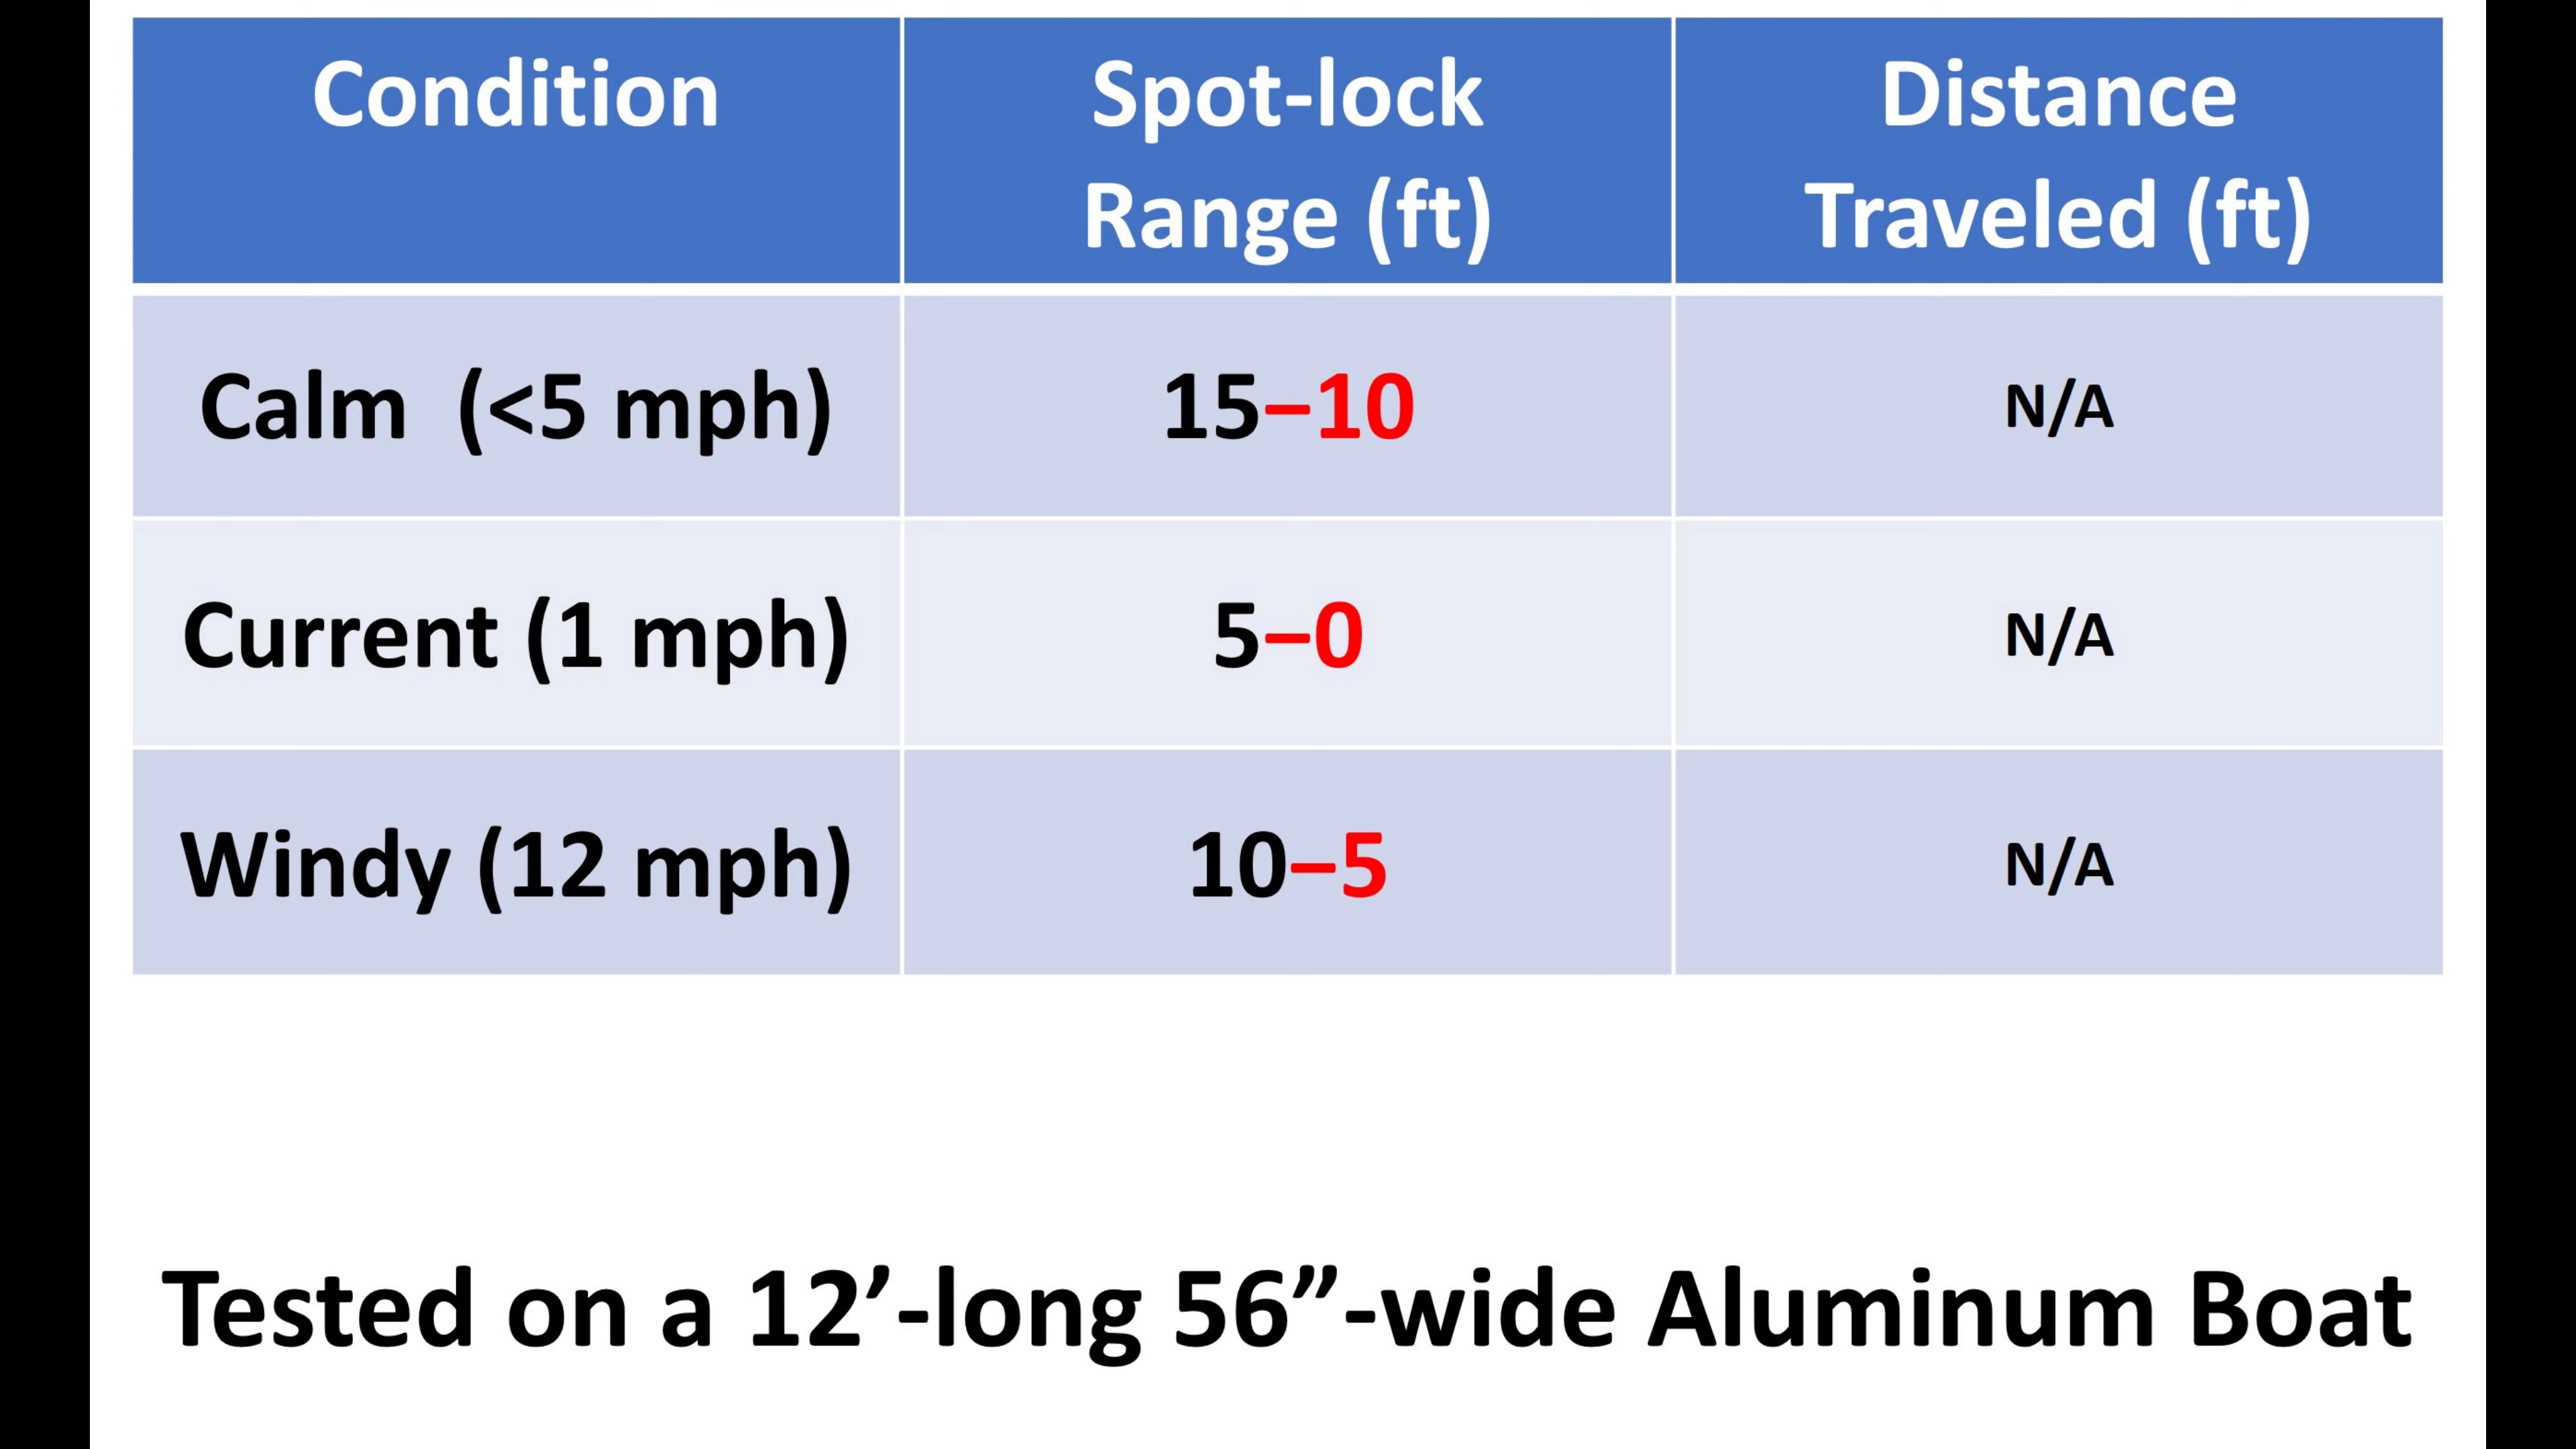 Condition
Spot-lock
Range (ft)
Distance
Traveled (ft)
Calm  (<5 mph)
15–10
N/A
Current (1 mph)
5–0
N/A
Windy (12 mph)
10–5
N/A
Tested on a 12’-long 56”-wide Aluminum Boat